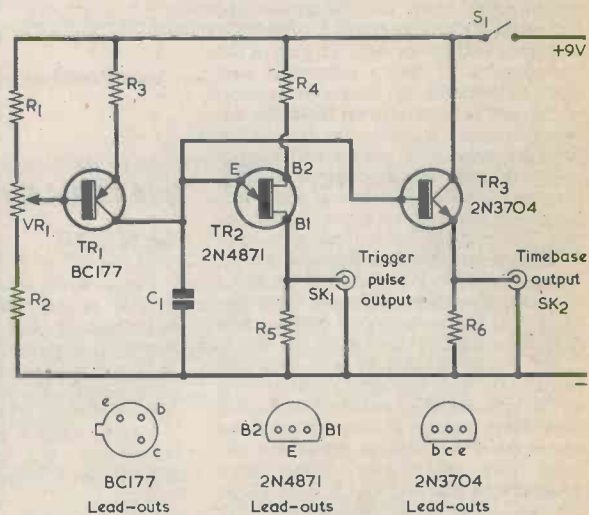 S1
+9V
R1
R3
R4
E
B2
B1
VR1
TR1
BC177
TR2
2N4871
TR3
2N3704
C1
R2
Trigger
pulse
output
SK1
R5
Timebase
output
SK2
R6
−
e
b
c
B2
B1
E
b c e
BC177
Lead-outs
2N4871
Lead-outs
2N3704
Lead-outs